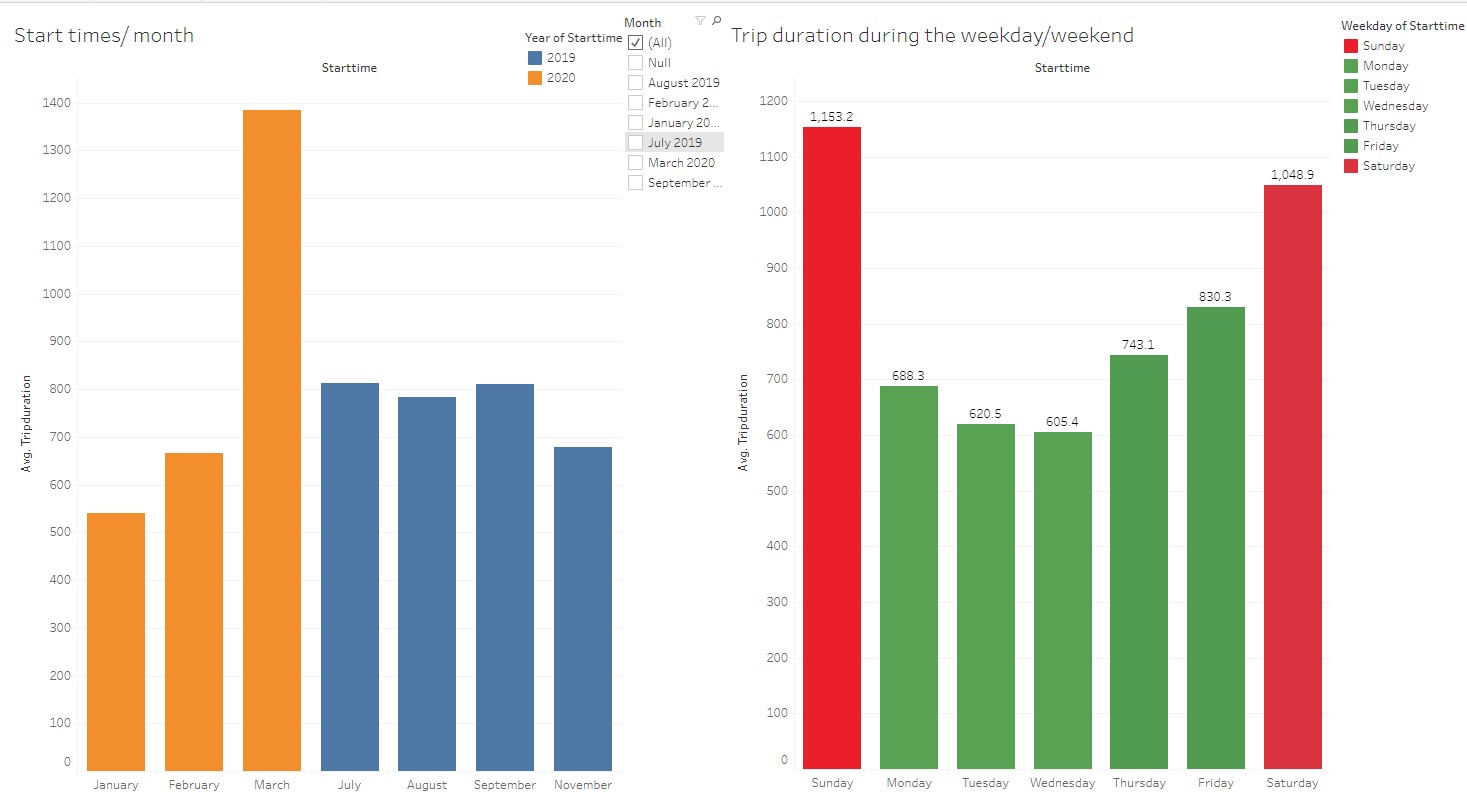 Start times/ month
Year of Starttime
2019
2020
Starttime
Avg. Tripduration
1400
1300
1200
1100
1000
900
800
700
600
500
400
300
200
100
0
January February March July August September November
Month
(All)
Null
August 2019
February 2...
January 20...
July 2019
March 2020
September ...
Trip duration during the weekday/weekend
Starttime
Avg. Tripduration
1200
1100
1000
900
800
700
600
500
400
300
200
100
0
1,153.2
688.3
620.5
605.4
743.1
830.3
1,048.9
Sunday Monday Tuesday Wednesday Thursday Friday Saturday
Weekday of Starttime
Sunday
Monday
Tuesday
Wednesday
Thursday
Friday
Saturday